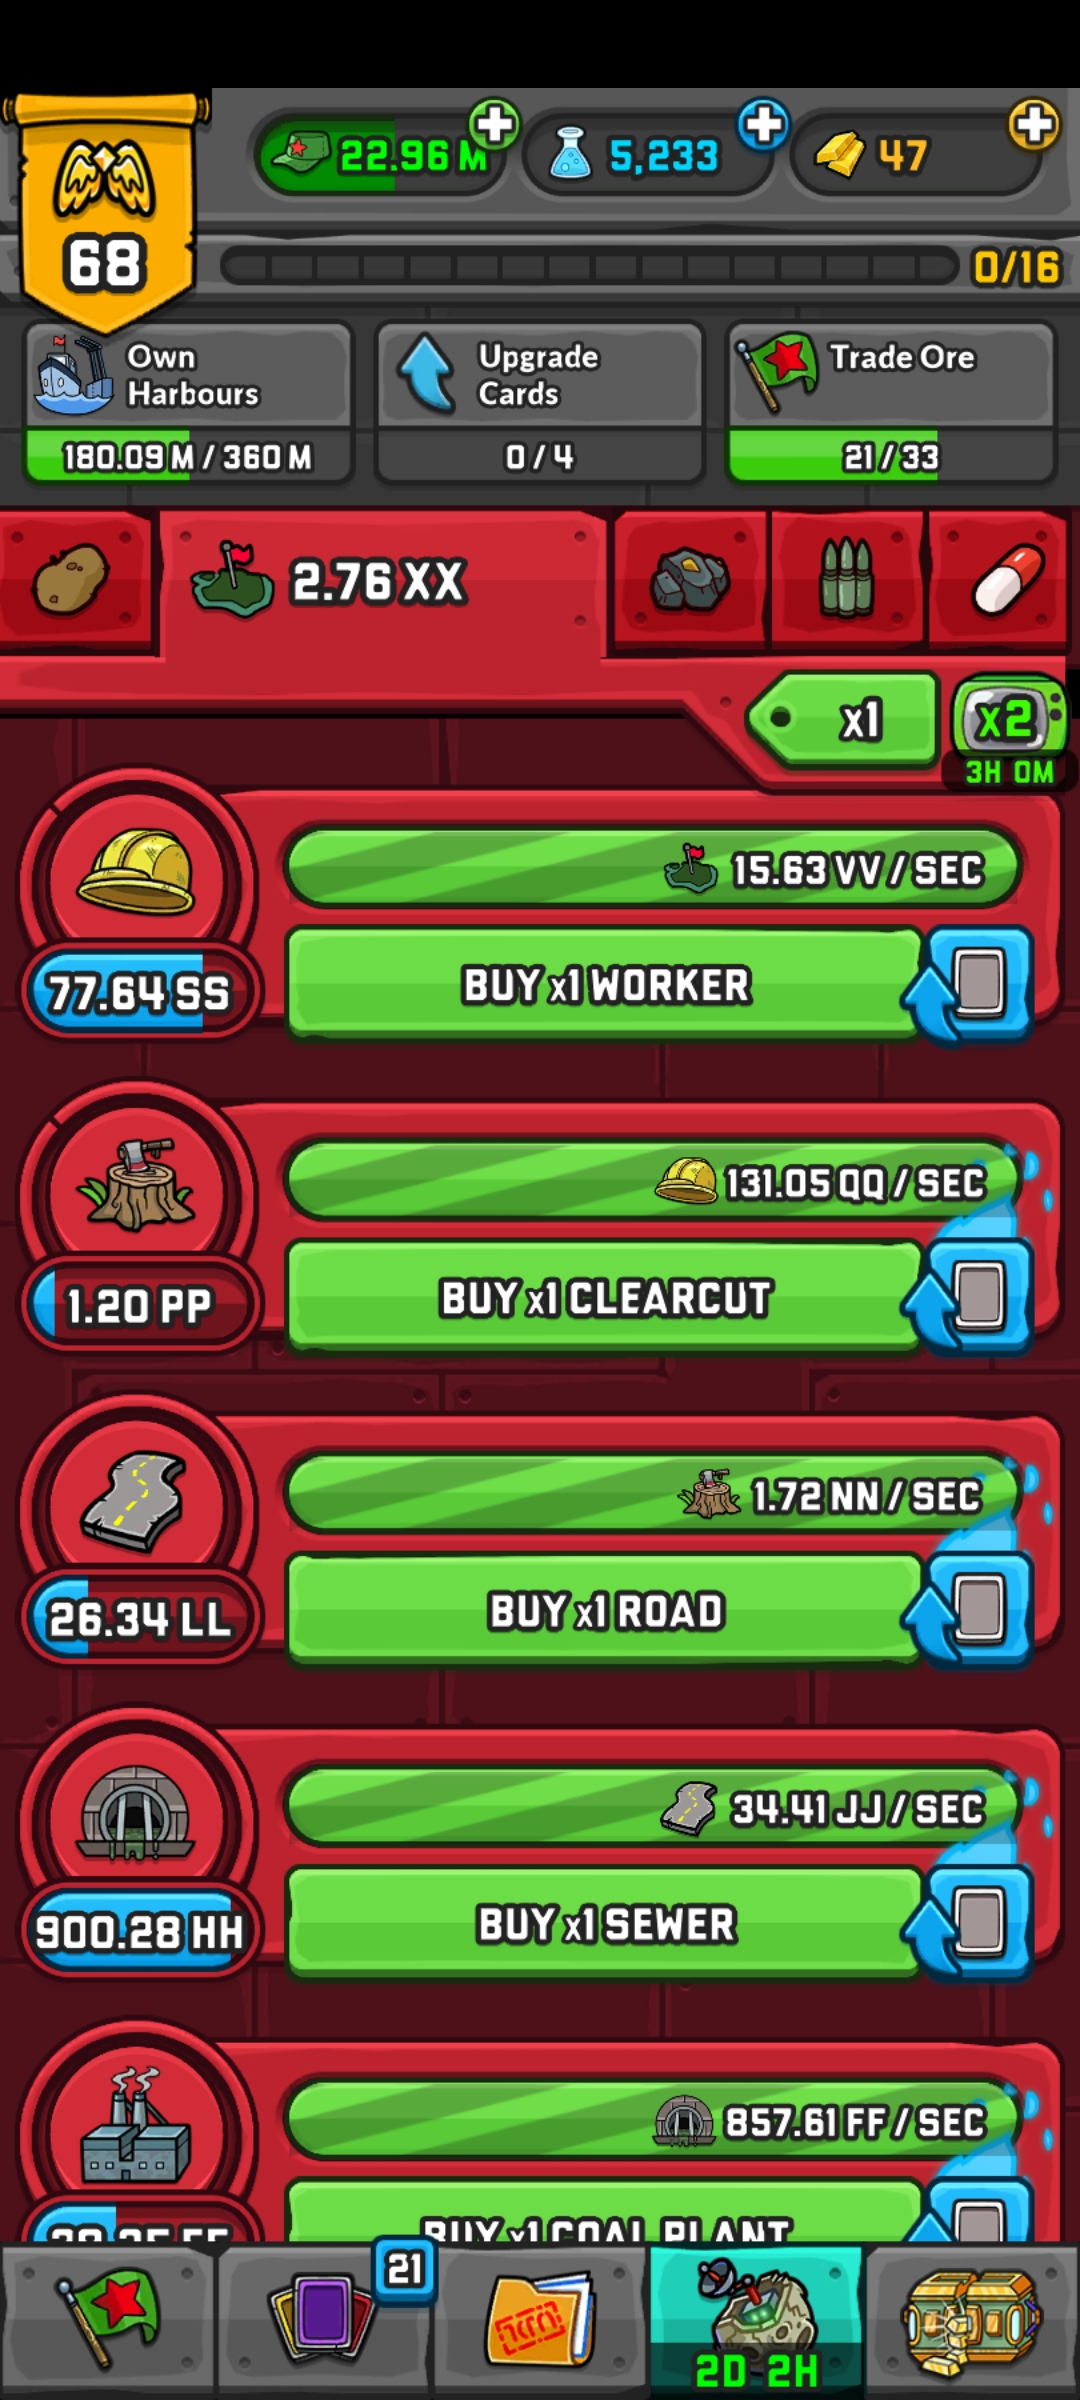 22.96 M
5,233
47
68
0/16
Own
Harbours
180.09 M / 360 M
Upgrade
Cards
0 / 4
Trade Ore
21 / 33
2.76 XX
x1
x2
3H 0M
15.63 VV / SEC
77.64 SS
BUY x1 WORKER
131.05 QQ / SEC
1.20 PP
BUY x1 CLEARCUT
1.72 NN / SEC
26.34 LL
BUY x1 ROAD
34.41 JJ / SEC
900.28 HH
BUY x1 SEWER
857.61 FF / SEC
BUY x1 COAL PLANT
21
2D 2H